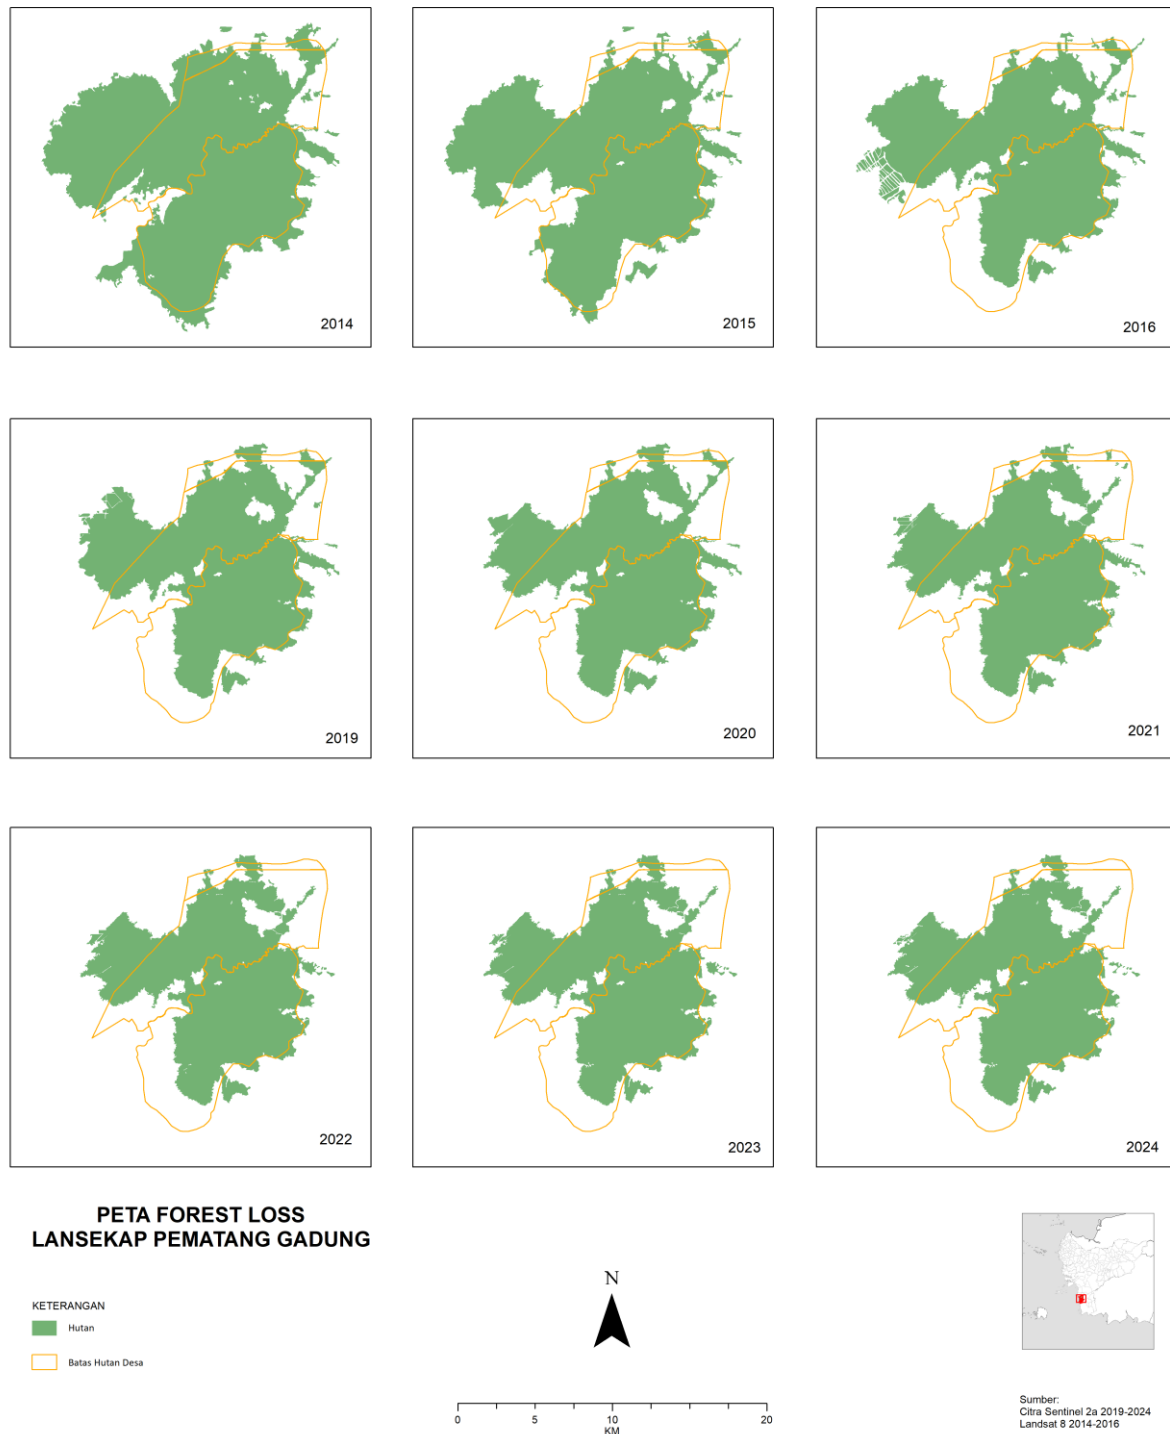 2014
2015
2016
2019
2020
2021
2022
2023
2024
PETA FOREST LOSS
LANSEKAP PEMATANG GADUNG
KETERANGAN
Hutan
Batas Hutan Desa
N
0 5 10 20
KM
Sumber:
Citra Sentinel 2a 2019-2024
Landsat 8 2014-2016